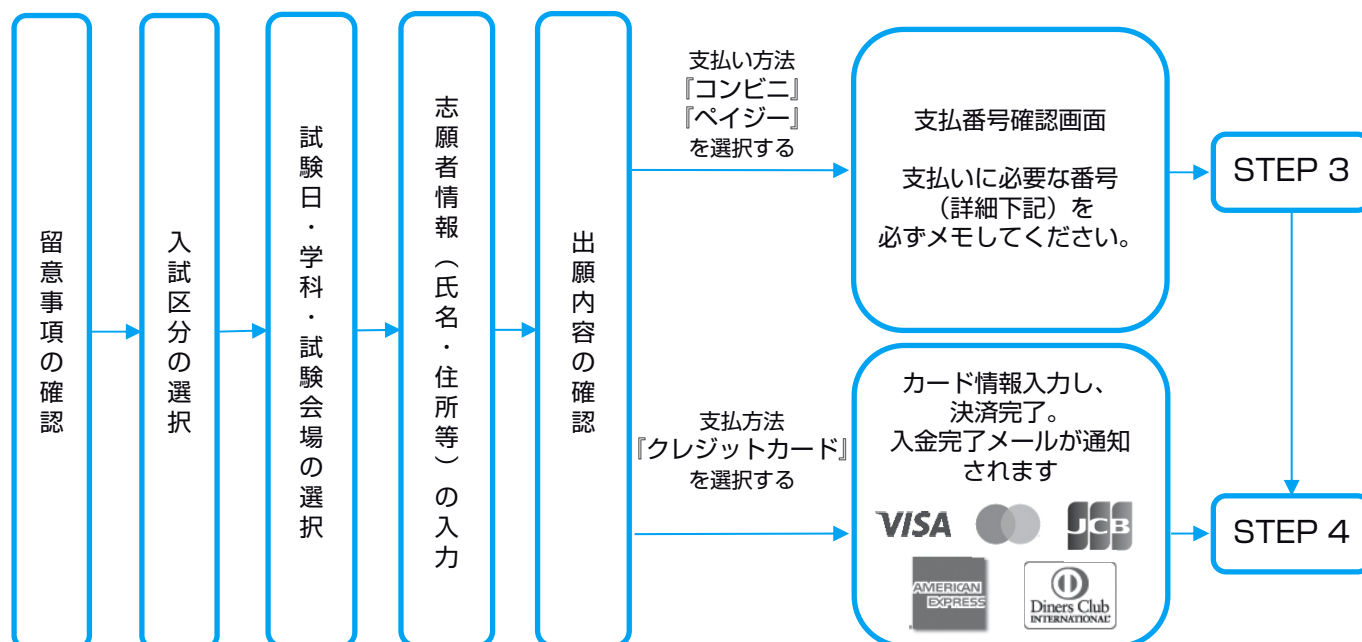 留意事項の確認
入試区分の選択
試験日・学科・試験会場の選択
志願者情報（氏名・住所等）の入力
出願内容の確認
支払い方法
『コンビニ』
『ペイジー』
を選択する
支払番号確認画面
支払いに必要な番号
（詳細下記）を
必ずメモしてください。
STEP 3
支払方法
『クレジットカード』
を選択する
カード情報入力し、
決済完了。
入金完了メールが通知
されます
VISA
JCB
AMERICAN
EXPRESS
Diners Club
INTERNATIONAL
STEP 4